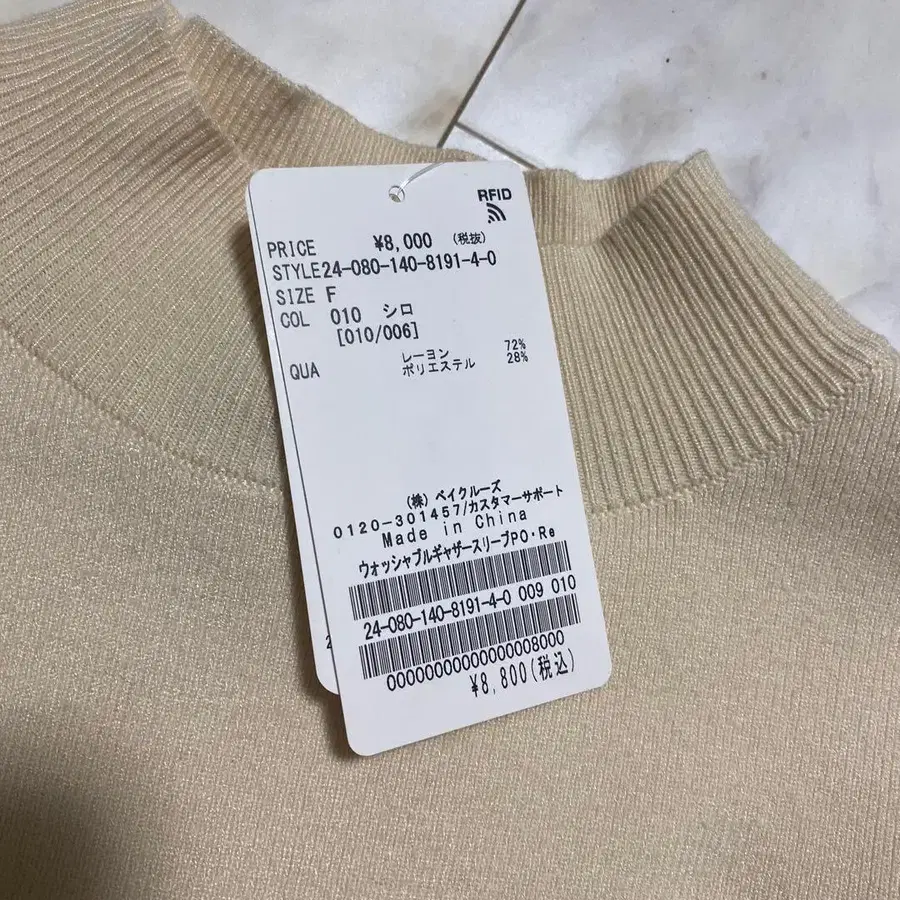 RFID
PRICE ¥8,000 (税抜)
STYLE24-080-140-8191-4-0
SIZE F
COL 010 シロ
[010/006]
QUA レーヨン 72%
ポリエステル 28%
(株) ベイクルーズ
0120-301457/カスタマーサポート
Made in China
ウォッシャブルギャザースリーブPO・Re
24-080-140-8191-4-0 009 010
00000000000000008000
¥8,800(税込)